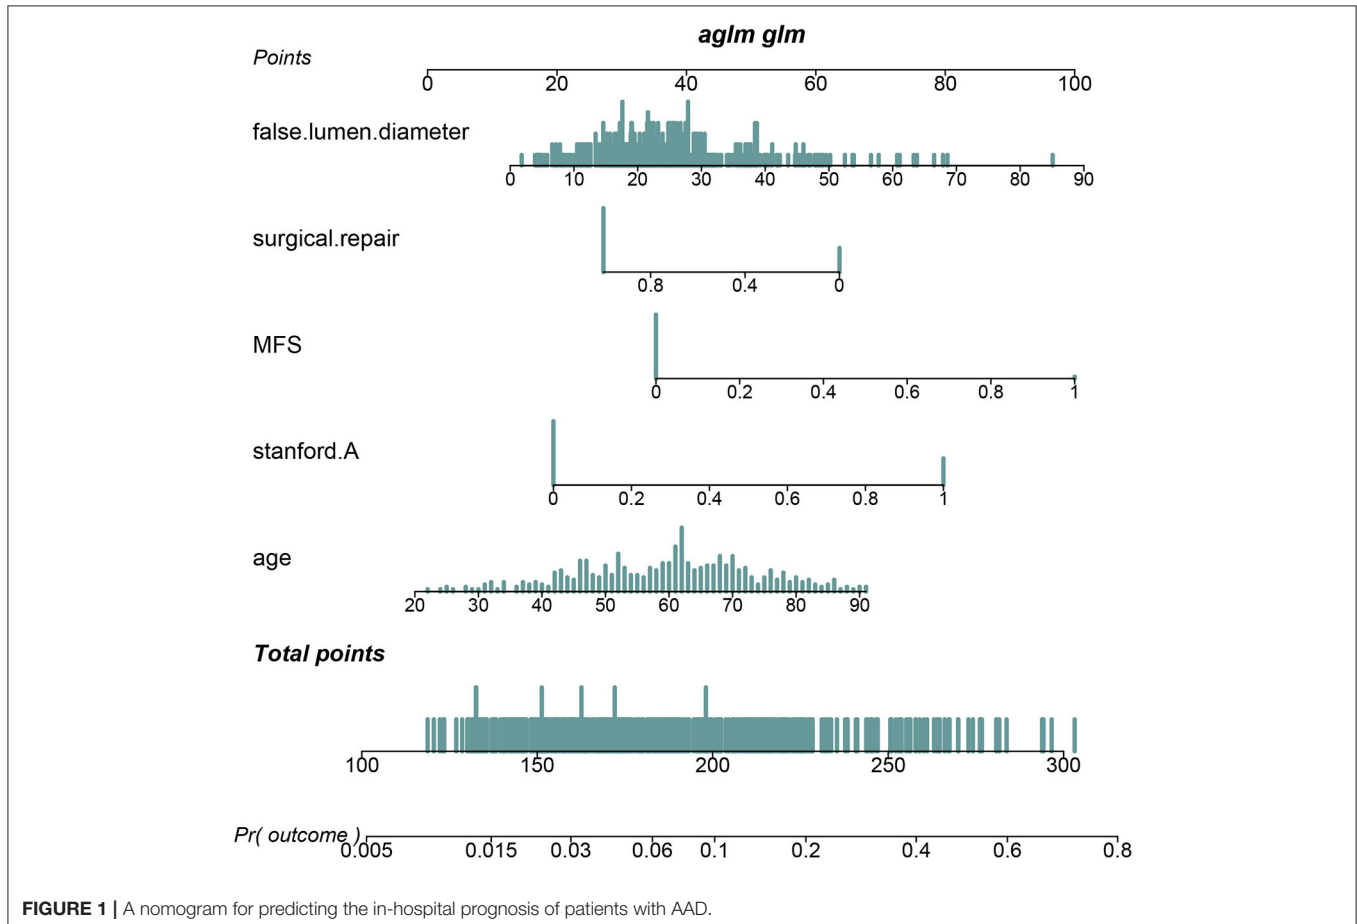 aglm glm
Points
0 20 40 60 80 100
false.lumen.diameter
0 10 20 30 40 50 60 70 80 90
surgical.repair
0.8 0.4 0
MFS
0 0.2 0.4 0.6 0.8 1
stanford.A
0 0.2 0.4 0.6 0.8 1
age
20 30 40 50 60 70 80 90
Total points
100 150 200 250 300
Pr( outcome )
0.005 0.015 0.03 0.06 0.1 0.2 0.4 0.6 0.8
FIGURE 1 | A nomogram for predicting the in-hospital prognosis of patients with AAD.